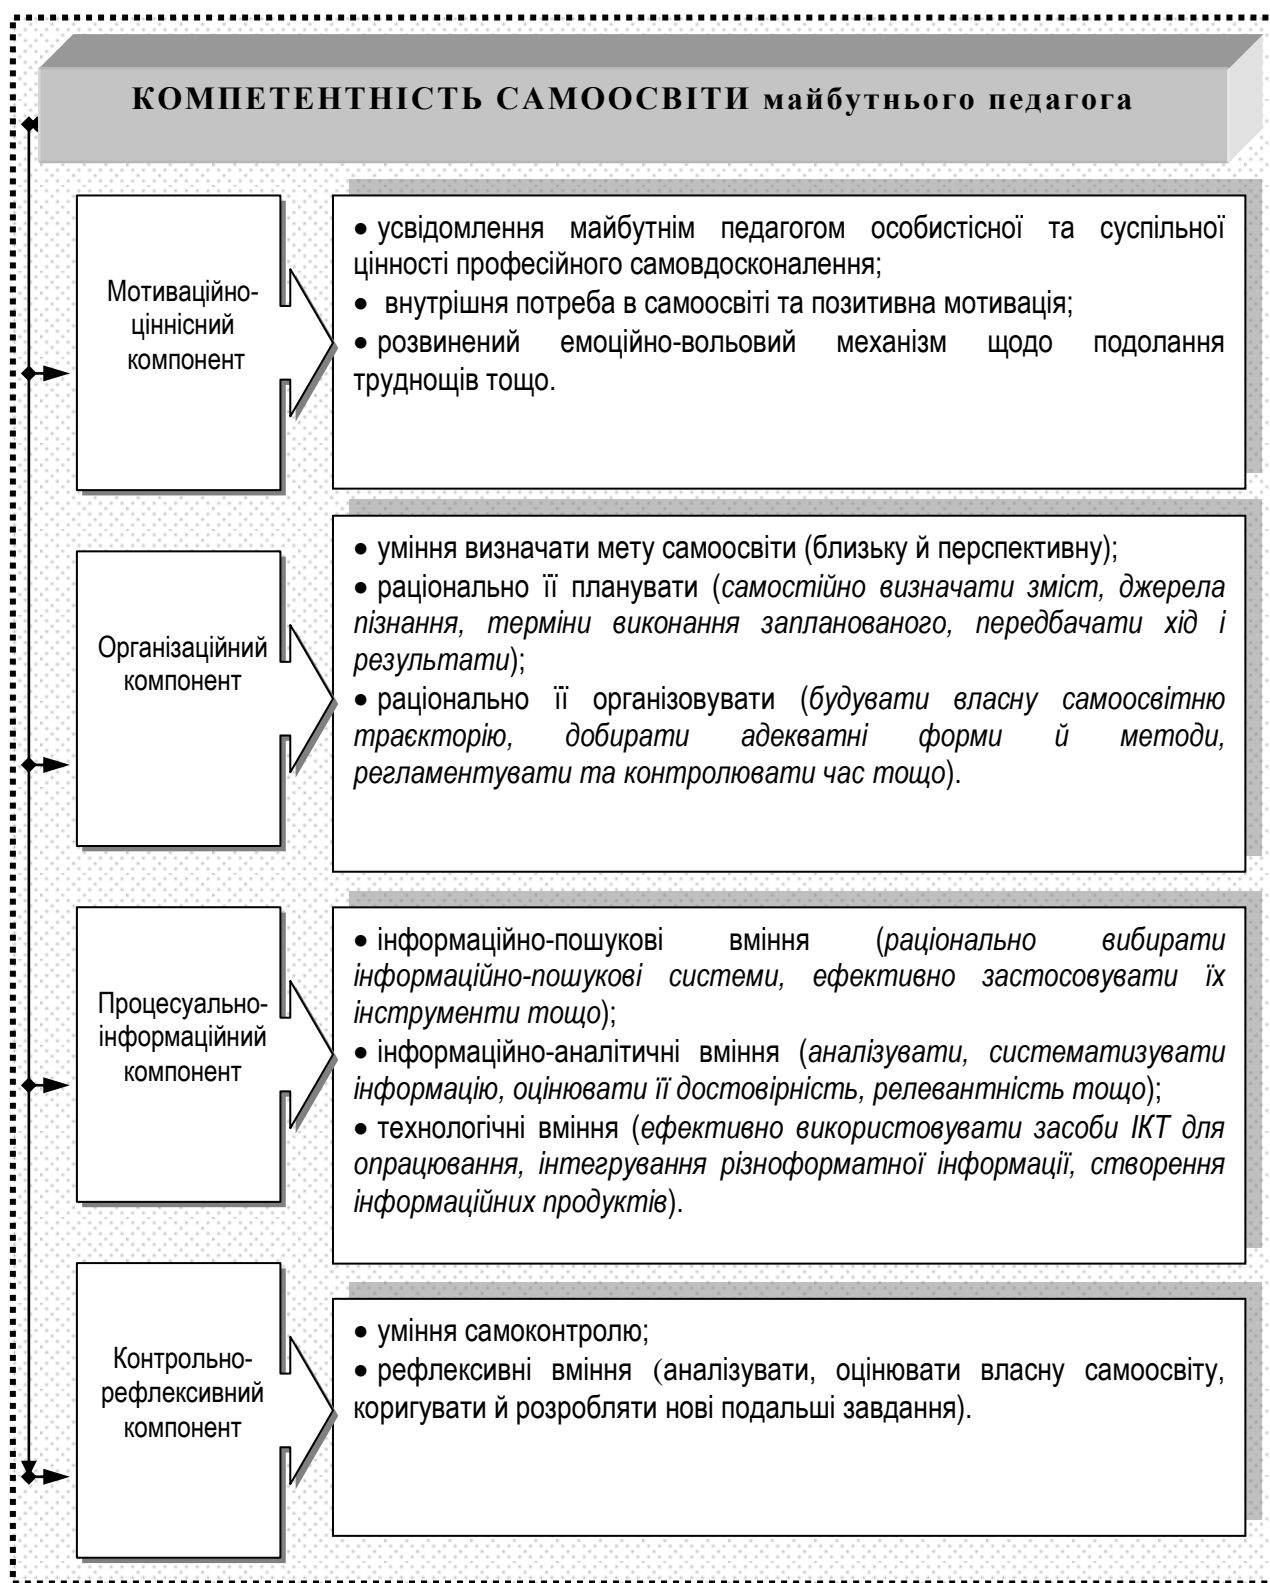 КОМПЕТЕНТНІСТЬ САМООСВІТИ майбутнього педагога
Мотиваційно-
ціннісний
компонент
• усвідомлення майбутнім педагогом особистісної та суспільної
цінності професійного самовдосконалення;
• внутрішня потреба в самоосвіті та позитивна мотивація;
• розвинений емоційно-вольовий механізм щодо подолання
труднощів тощо.
Організаційний
компонент
• уміння визначати мету самоосвіти (близьку й перспективну);
• раціонально її планувати (самостійно визначати зміст, джерела
пізнання, терміни виконання запланованого, передбачати хід і
результати);
• раціонально її організовувати (будувати власну самоосвітню
траєкторію, добирати адекватні форми й методи,
регламентувати та контролювати час тощо).
Процесуально-
інформаційний
компонент
• інформаційно-пошукові вміння (раціонально вибирати
інформаційно-пошукові системи, ефективно застосовувати їх
інструменти тощо);
• інформаційно-аналітичні вміння (аналізувати, систематизувати
інформацію, оцінювати її достовірність, релевантність тощо);
• технологічні вміння (ефективно використовувати засоби ІКТ для
опрацювання, інтегрування різноформатної інформації, створення
інформаційних продуктів).
Контрольно-
рефлексивний
компонент
• уміння самоконтролю;
• рефлексивні вміння (аналізувати, оцінювати власну самоосвіту,
коригувати й розробляти нові подальші завдання).